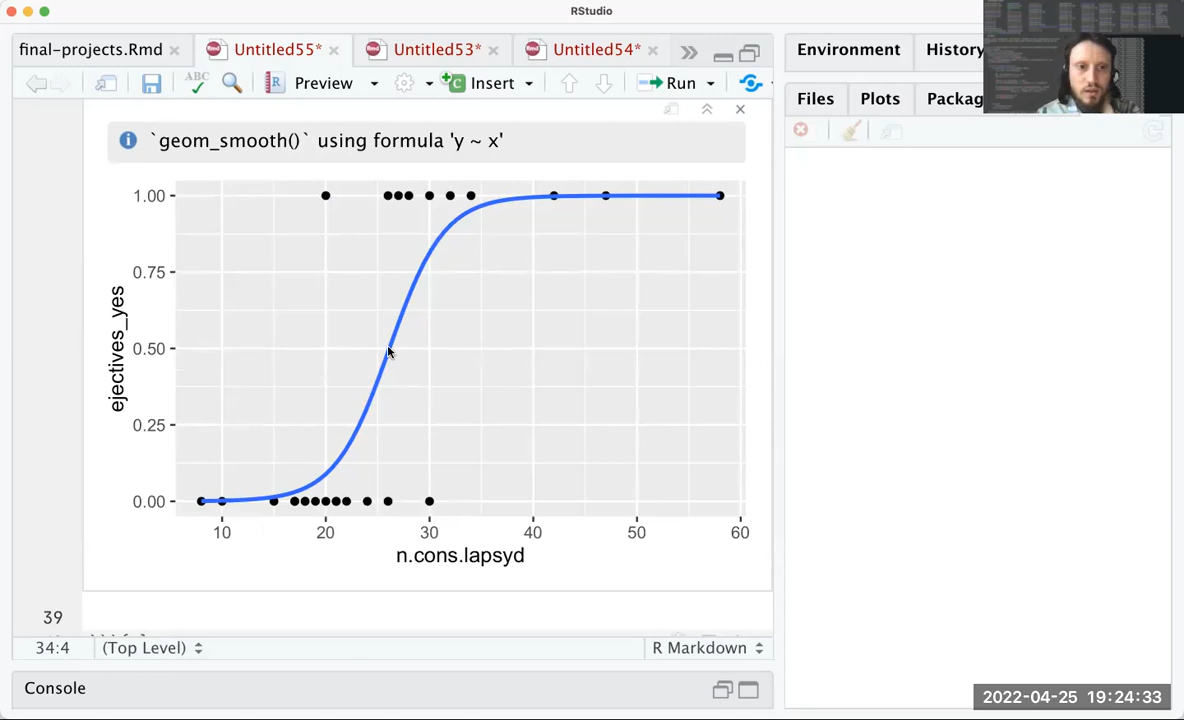 RStudio
final-projects.Rmd Untitled55* Untitled53* Untitled54* Environment History
ABC Preview Insert Run Files Plots Packag
`geom_smooth()` using formula 'y ~ x'
1.00
0.75
0.50
0.25
0.00
ejectives_yes
10 20 30 40 50 60
n.cons.lapsyd
39
34:4 (Top Level) R Markdown
Console
2022-04-25 19:24:33